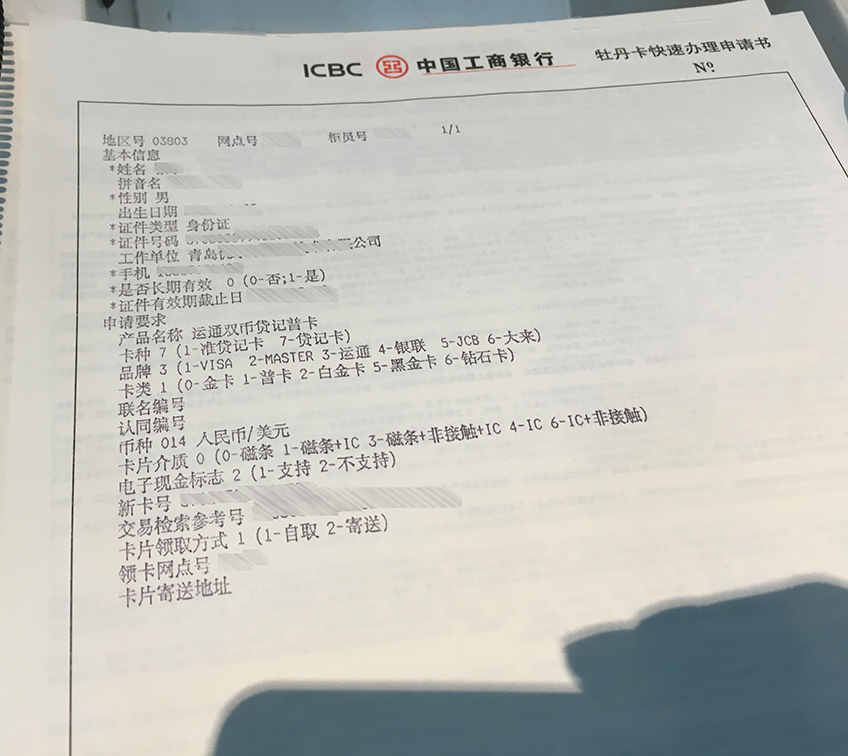 ICBC 中国工商银行 牡丹卡快速办理申请书
№
地区号 03803 网点号 柜员号 1/1
基本信息
*姓名
拼音名
*性别 男
出生日期
*证件类型 身份证
*证件号码
工作单位 青岛 公司
*手机
*是否长期有效 0 (0-否;1-是)
*证件有效期截止日
申请要求
产品名称 运通双币贷记普卡
卡种 7 (1-准贷记卡 7-贷记卡)
品牌 3 (1-VISA 2-MASTER 3-运通 4-银联 5-JCB 6-大来)
卡类 1 (0-金卡 1-普卡 2-白金卡 5-黑金卡 6-钻石卡)
联名编号
认同编号
币种 014 人民币/美元
卡片介质 0 (0-磁条 1-磁条+IC 3-磁条+非接触+IC 4-IC 6-IC+非接触)
电子现金标志 2 (1-支持 2-不支持)
新卡号
交易检索参考号
卡片领取方式 1 (1-自取 2-寄送)
领卡网点号
卡片寄送地址